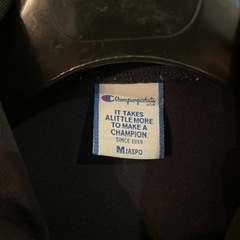 Champion
IT TAKES
A LITTLE MORE
TO MAKE A
CHAMPION.
SINCE 1919
M JASPO